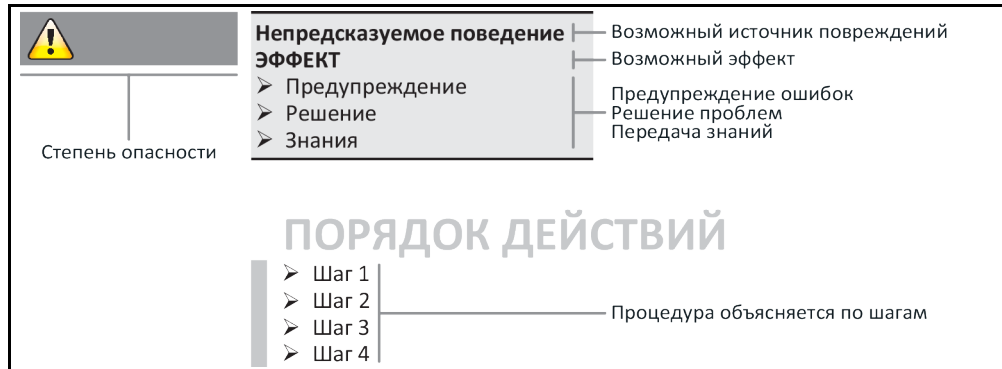 Непредсказуемое поведение
Возможный источник повреждений
ЭФФЕКТ
Возможный эффект
➢ Предупреждение
➢ Решение
➢ Знания
Предупреждение ошибок
Решение проблем
Передача знаний
Степень опасности
ПОРЯДОК ДЕЙСТВИЙ
➢ Шаг 1
➢ Шаг 2
➢ Шаг 3
➢ Шаг 4
Процедура объясняется по шагам